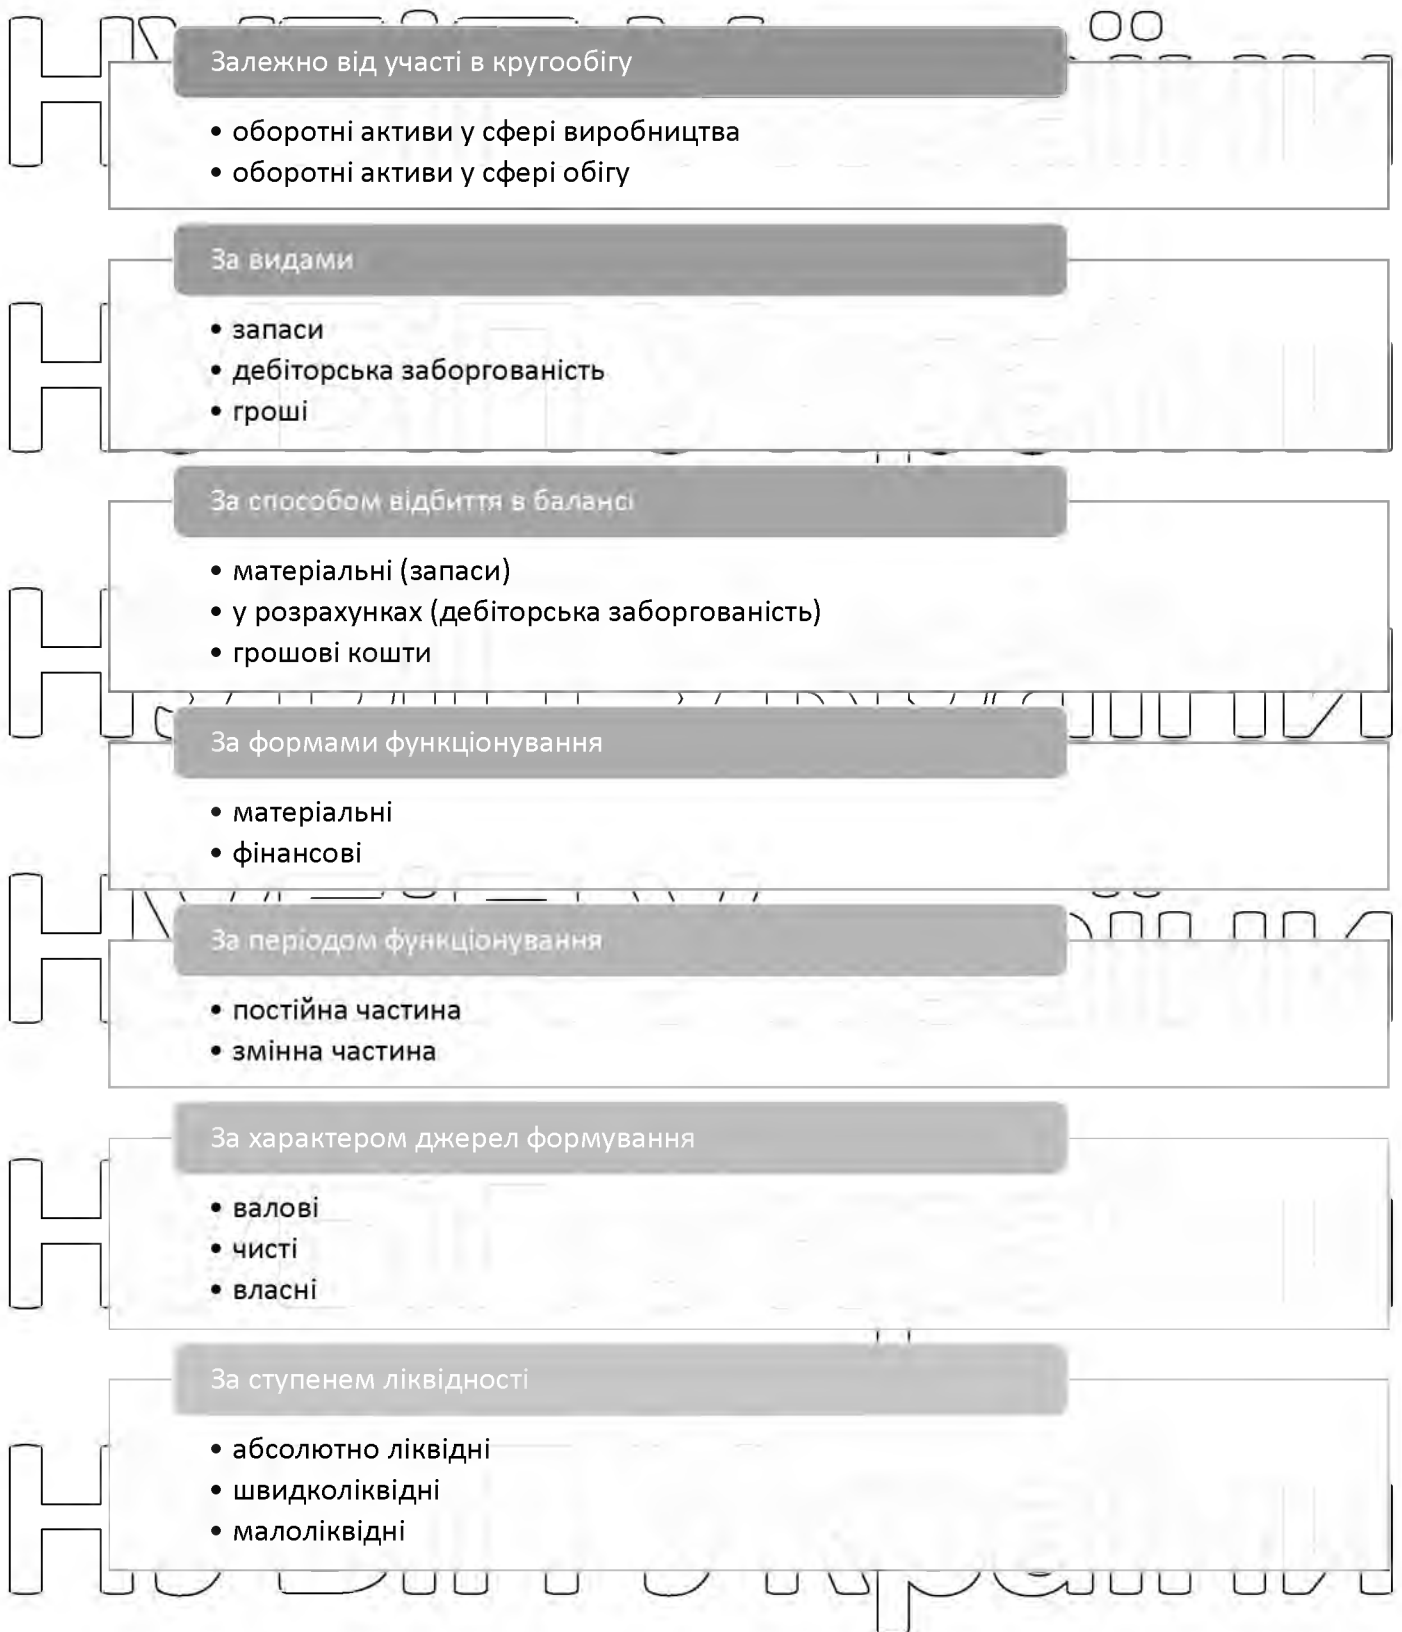 Залежно від участі в кругообігу
• оборотні активи у сфері виробництва
• оборотні активи у сфері обігу
За видами
• запаси
• дебіторська заборгованість
• гроші
За способом відбиття в балансі
• матеріальні (запаси)
• у розрахунках (дебіторська заборгованість)
• грошові кошти
За формами функціонування
• матеріальні
• фінансові
За періодом функціонування
• постійна частина
• змінна частина
За характером джерел формування
• валові
• чисті
• власні
За ступенем ліквідності
• абсолютно ліквідні
• швидколіквідні
• малоліквідні